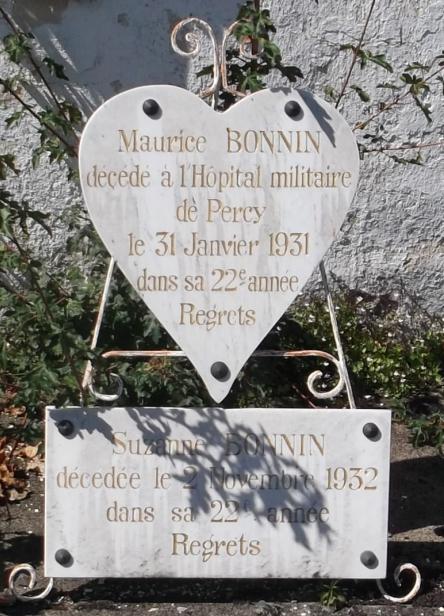 Maurice BONNIN
décédé à l'Hôpital militaire
de Percy
le 31 Janvier 1931
dans sa 22e année
Regrets
Suzanne BONNIN
décédée le 2 Novembre 1932
dans sa 22e année
Regrets